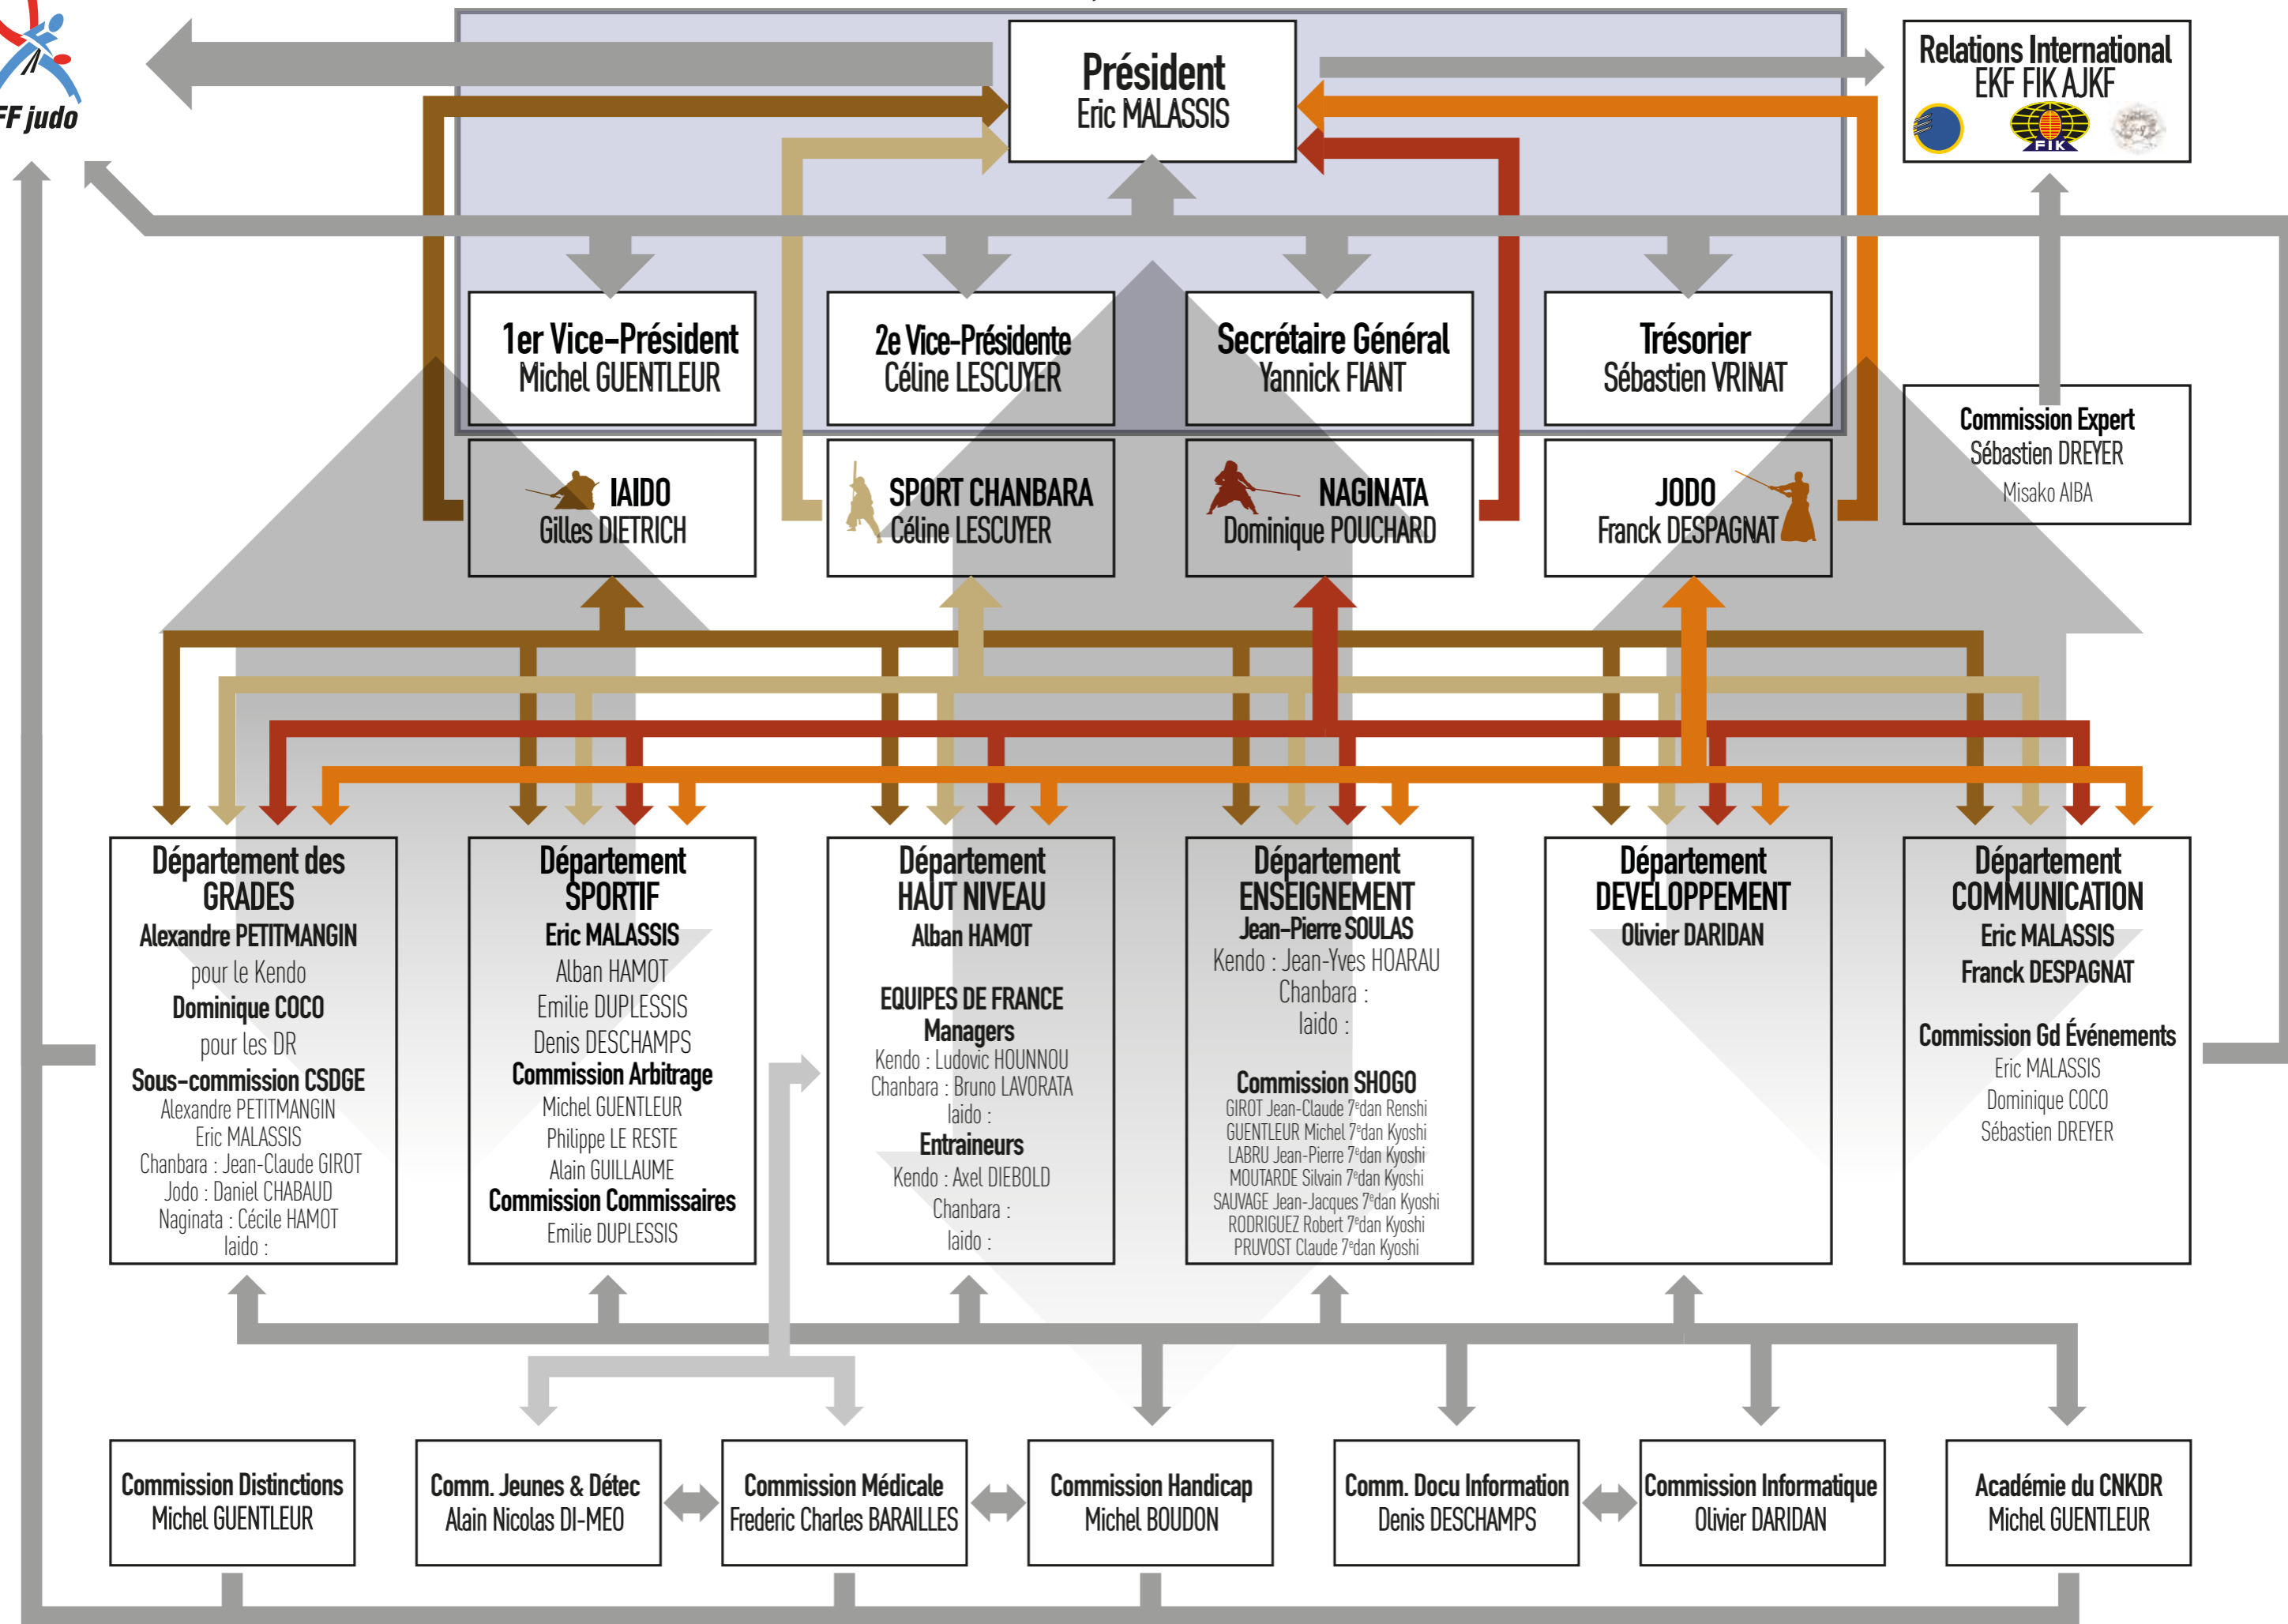 FF judo
Président
Eric MALASSIS
Relations International
EKF FIK AJKF
FIK
1er Vice-Président
Michel GUENTLEUR
2e Vice-Présidente
Céline LESCUYER
Secrétaire Général
Yannick FIANT
Trésorier
Sébastien VRINAT
Commission Expert
Sébastien DREYER
Misako AIBA
IAIDO
Gilles DIETRICH
SPORT CHANBARA
Céline LESCUYER
NAGINATA
Dominique POUCHARD
JODO
Franck DESPAGNAT
Département des
GRADES
Alexandre PETITMANGIN
pour le Kendo
Dominique COCO
pour les DR
Sous-commission CSDGE
Alexandre PETITMANGIN
Eric MALASSIS
Chanbara : Jean-Claude GIROT
Jodo : Daniel CHABAUD
Naginata : Cécile HAMOT
Iaido :
Département
SPORTIF
Eric MALASSIS
Alban HAMOT
Emilie DUPLESSIS
Denis DESCHAMPS
Commission Arbitrage
Michel GUENTLEUR
Philippe LE RESTE
Alain GUILLAUME
Commission Commissaires
Emilie DUPLESSIS
Département
HAUT NIVEAU
Alban HAMOT
EQUIPES DE FRANCE
Managers
Kendo : Ludovic HOUNNOU
Chanbara : Bruno LAVORATA
Iaido :
Entraineurs
Kendo : Axel DIEBOLD
Chanbara :
Iaido :
Département
ENSEIGNEMENT
Jean-Pierre SOULAS
Kendo : Jean-Yves HOARAU
Chanbara :
Iaido :
Commission SHOGO
GIROT Jean-Claude 7edan Renshi
GUENTLEUR Michel 7edan Kyoshi
LABRU Jean-Pierre 7edan Kyoshi
MOUTARDE Silvain 7edan Kyoshi
SAUVAGE Jean-Jacques 7edan Kyoshi
RODRIGUEZ Robert 7edan Kyoshi
PRUVOST Claude 7edan Kyoshi
Département
DEVELOPPEMENT
Olivier DARIDAN
Département
COMMUNICATION
Eric MALASSIS
Franck DESPAGNAT
Commission Gd Événements
Eric MALASSIS
Dominique COCO
Sébastien DREYER
Commission Distinctions
Michel GUENTLEUR
Comm. Jeunes & Détec
Alain Nicolas DI-MEO
Commission Médicale
Frederic Charles BARAILLES
Commission Handicap
Michel BOUDON
Comm. Docu Information
Denis DESCHAMPS
Commission Informatique
Olivier DARIDAN
Académie du CNKDR
Michel GUENTLEUR